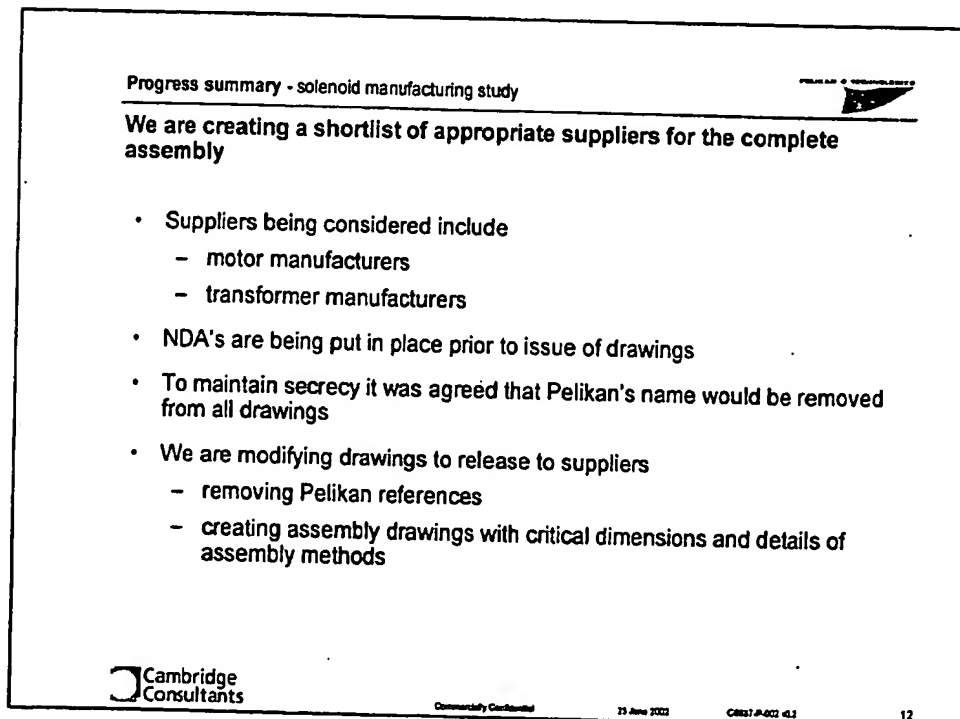 Progress summary - solenoid manufacturing study
We are creating a shortlist of appropriate suppliers for the complete
assembly
• Suppliers being considered include
– motor manufacturers
– transformer manufacturers
• NDA's are being put in place prior to issue of drawings
• To maintain secrecy it was agreed that Pelikan's name would be removed
from all drawings
• We are modifying drawings to release to suppliers
– removing Pelikan references
– creating assembly drawings with critical dimensions and details of
assembly methods
Cambridge
Consultants
Commercially Confidential
June 2002
12